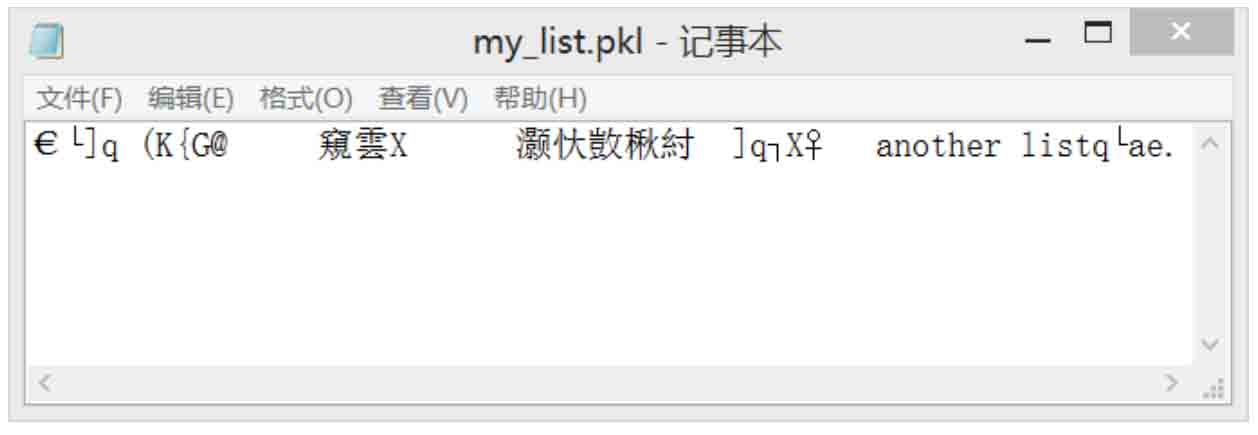 my_list.pkl - 记事本
文件(F) 编辑(E) 格式(O) 查看(V) 帮助(H)
€└]q (K{G@ 窺雲X 灏忕敳楸紂 ]q┐X♀ another listq└ae.